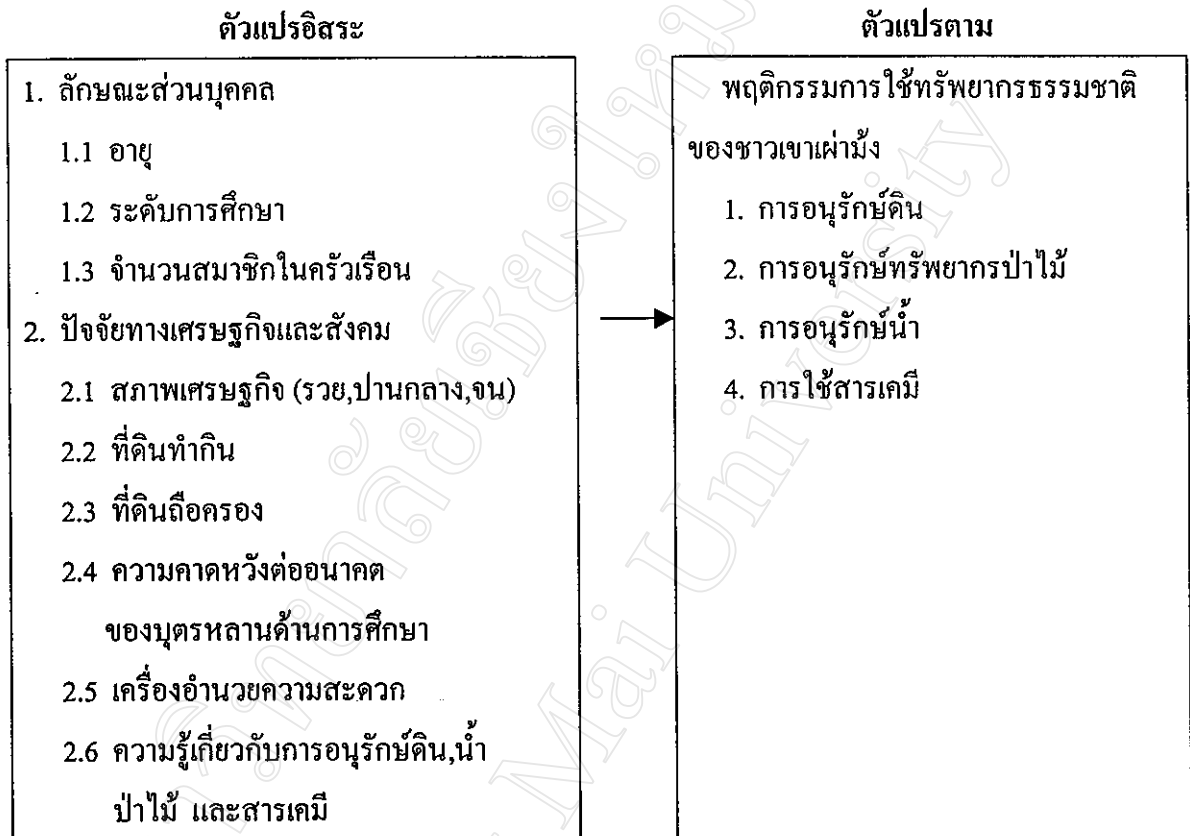 ตัวแปรอิสระ
1. ลักษณะส่วนบุคคล
1.1 อายุ
1.2 ระดับการศึกษา
1.3 จำนวนสมาชิกในครัวเรือน
2. ปัจจัยทางเศรษฐกิจและสังคม
2.1 สภาพเศรษฐกิจ (รวย,ปานกลาง,จน)
2.2 ที่ดินทำกิน
2.3 ที่ดินถือครอง
2.4 ความคาดหวังต่ออนาคต
ของบุตรหลานด้านการศึกษา
2.5 เครื่องอำนวยความสะดวก
2.6 ความรู้เกี่ยวกับการอนุรักษ์ดิน,น้ำ
ป่าไม้ และสารเคมี
ตัวแปรตาม
พฤติกรรมการใช้ทรัพยากรธรรมชาติ
ของชาวเขาเผ่าม้ง
1. การอนุรักษ์ดิน
2. การอนุรักษ์ทรัพยากรป่าไม้
3. การอนุรักษ์น้ำ
4. การใช้สารเคมี
Mai University